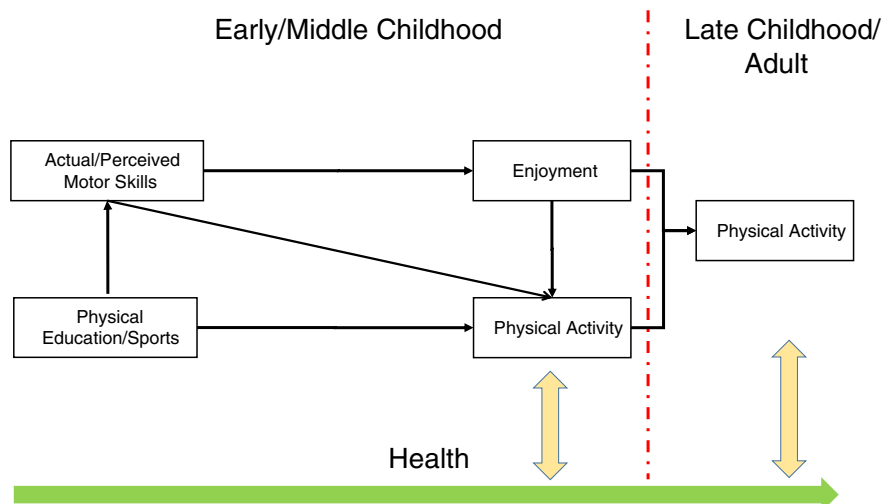 Early/Middle Childhood
Late Childhood/
Adult
Actual/Perceived
Motor Skills
Enjoyment
Physical Activity
Physical
Education/Sports
Physical Activity
Health